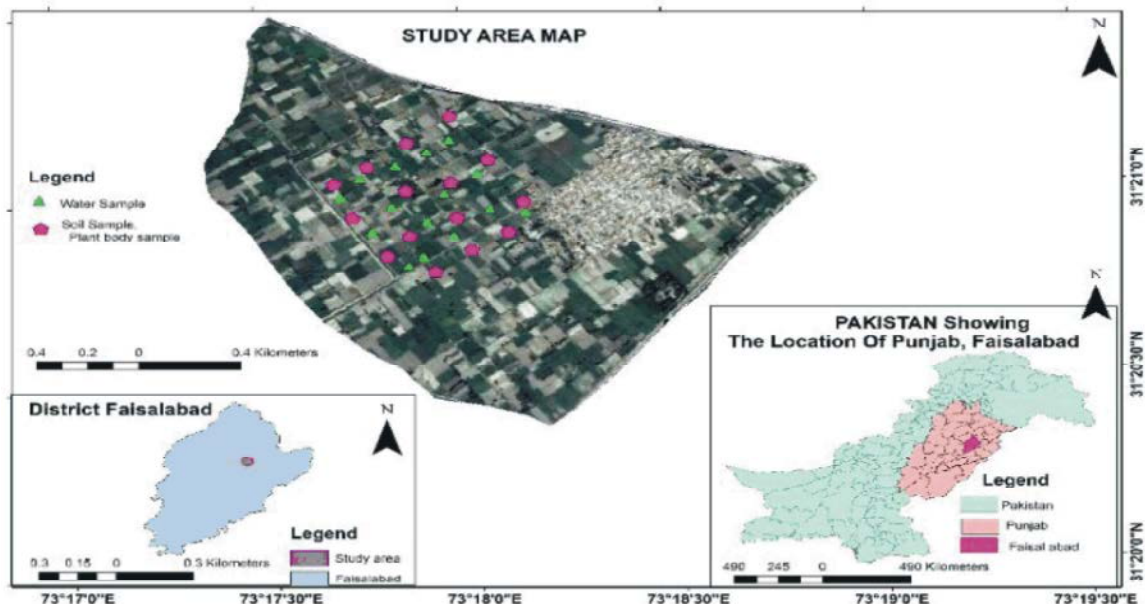 STUDY AREA MAP
N
Legend
Water Sample
Soil Sample,
Plant body sample
0.4 0.2 0 0.4 Kilometers
31°21'0"N
31°20'30"N
31°20'0"N
District Faisalabad
N
Legend
Study area
Faisalabad
0.3 0.15 0 0.3 Kilometers
N
PAKISTAN Showing
The Location Of Punjab, Faisalabad
Legend
Pakistan
Punjab
Faisal abad
490 245 0 490 Kilometers
73°17'0"E 73°17'30"E 73°18'0"E 73°18'30"E 73°19'0"E 73°19'30"E